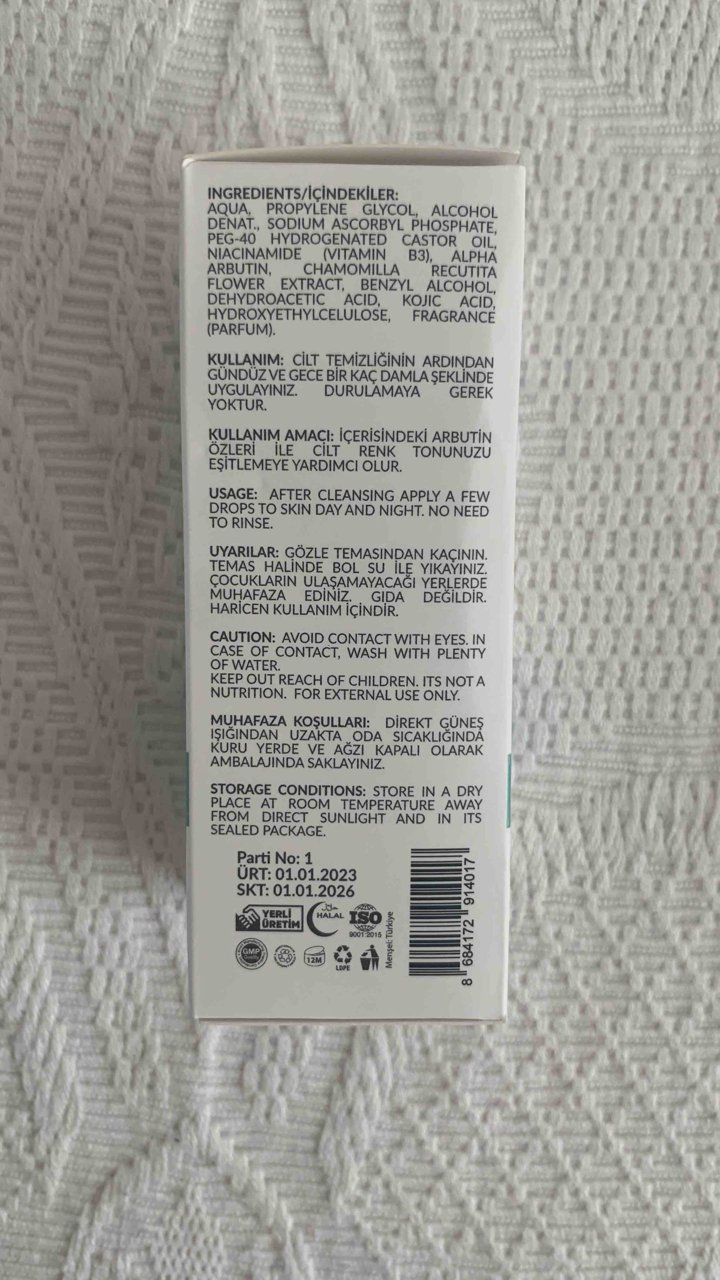 INGREDIENTS/İÇİNDEKİLER:
AQUA, PROPYLENE GLYCOL, ALCOHOL
DENAT., SODIUM ASCORBYL PHOSPHATE,
PEG-40 HYDROGENATED CASTOR OIL,
NIACINAMIDE (VITAMIN B3), ALPHA
ARBUTIN, CHAMOMILLA RECUTITA
FLOWER EXTRACT, BENZYL ALCOHOL,
DEHYDROACETIC ACID, KOJIC ACID,
HYDROXYETHYLCELULOSE, FRAGRANCE
(PARFUM).
KULLANIM: CİLT TEMİZLİĞİNİN ARDINDAN
GÜNDÜZ VE GECE BİR KAÇ DAMLA ŞEKLİNDE
UYGULAYINIZ. DURULAMAYA GEREK
YOKTUR.
KULLANIM AMACI: İÇERİSİNDEKİ ARBUTİN
ÖZLERİ İLE CİLT RENK TONUNUZU
EŞİTLEMEYE YARDIMCI OLUR.
USAGE: AFTER CLEANSING APPLY A FEW
DROPS TO SKIN DAY AND NIGHT. NO NEED
TO RINSE.
UYARILAR: GÖZLE TEMASINDAN KAÇININ.
TEMAS HALİNDE BOL SU İLE YIKAYINIZ.
ÇOCUKLARIN ULAŞAMAYACAĞI YERLERDE
MUHAFAZA EDİNİZ. GIDA DEĞİLDİR.
HARİCEN KULLANIM İÇİNDİR.
CAUTION: AVOID CONTACT WITH EYES. IN
CASE OF CONTACT, WASH WITH PLENTY
OF WATER.
KEEP OUT REACH OF CHILDREN. ITS NOT A
NUTRITION. FOR EXTERNAL USE ONLY.
MUHAFAZA KOŞULLARI: DİREKT GÜNEŞ
IŞIĞINDAN UZAKTA ODA SICAKLIĞINDA
KURU YERDE VE AĞZI KAPALI OLARAK
AMBALAJINDA SAKLAYINIZ.
STORAGE CONDITIONS: STORE IN A DRY
PLACE AT ROOM TEMPERATURE AWAY
FROM DIRECT SUNLIGHT AND IN ITS
SEALED PACKAGE.
Parti No: 1
ÜRT: 01.01.2023
SKT: 01.01.2026
YERLİ
ÜRETİM
HALAL
ISO
9001:2015
GMP
12M
LDPE
Menşei:Türkiye
8 684172 914017